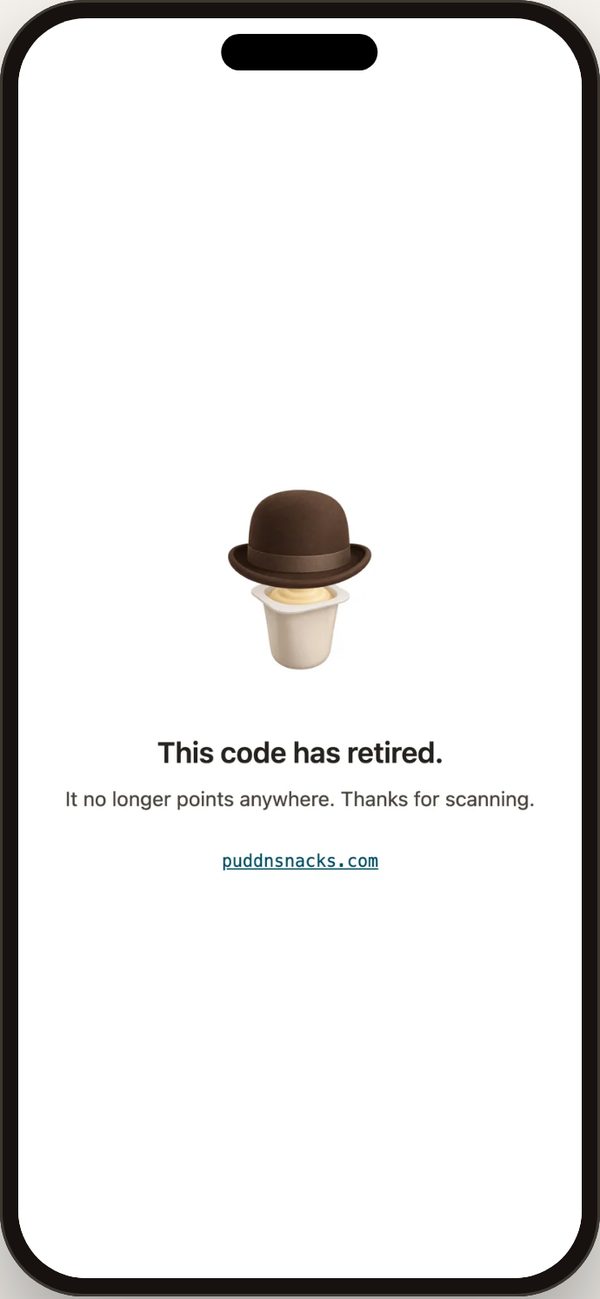 This code has retired.
It no longer points anywhere. Thanks for scanning.
puddnsnacks.com